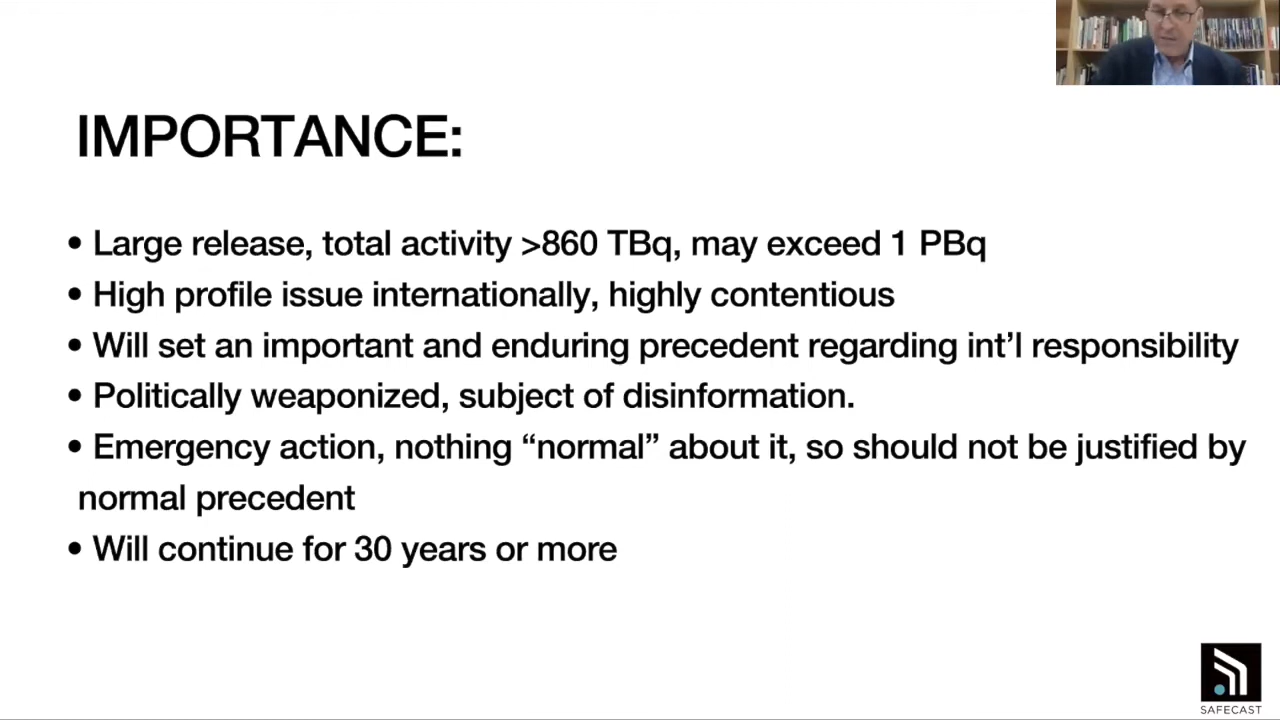 IMPORTANCE:
• Large release, total activity >860 TBq, may exceed 1 PBq
• High profile issue internationally, highly contentious
• Will set an important and enduring precedent regarding int’l responsibility
• Politically weaponized, subject of disinformation.
• Emergency action, nothing “normal” about it, so should not be justified by
normal precedent
• Will continue for 30 years or more
SAFECAST